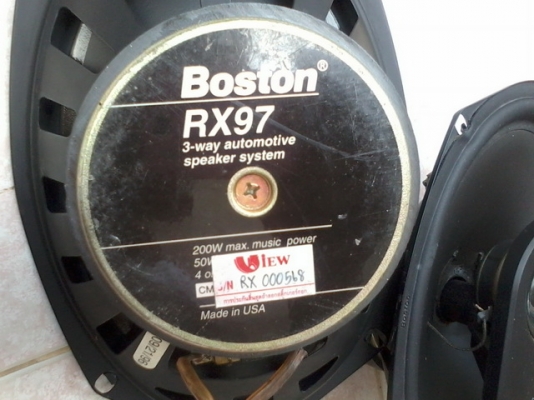 Boston®
RX97
3-way automotive
speaker system
200W max. music power
50W
4 o
CM
VIEW
S/N RX 000568
Made in USA